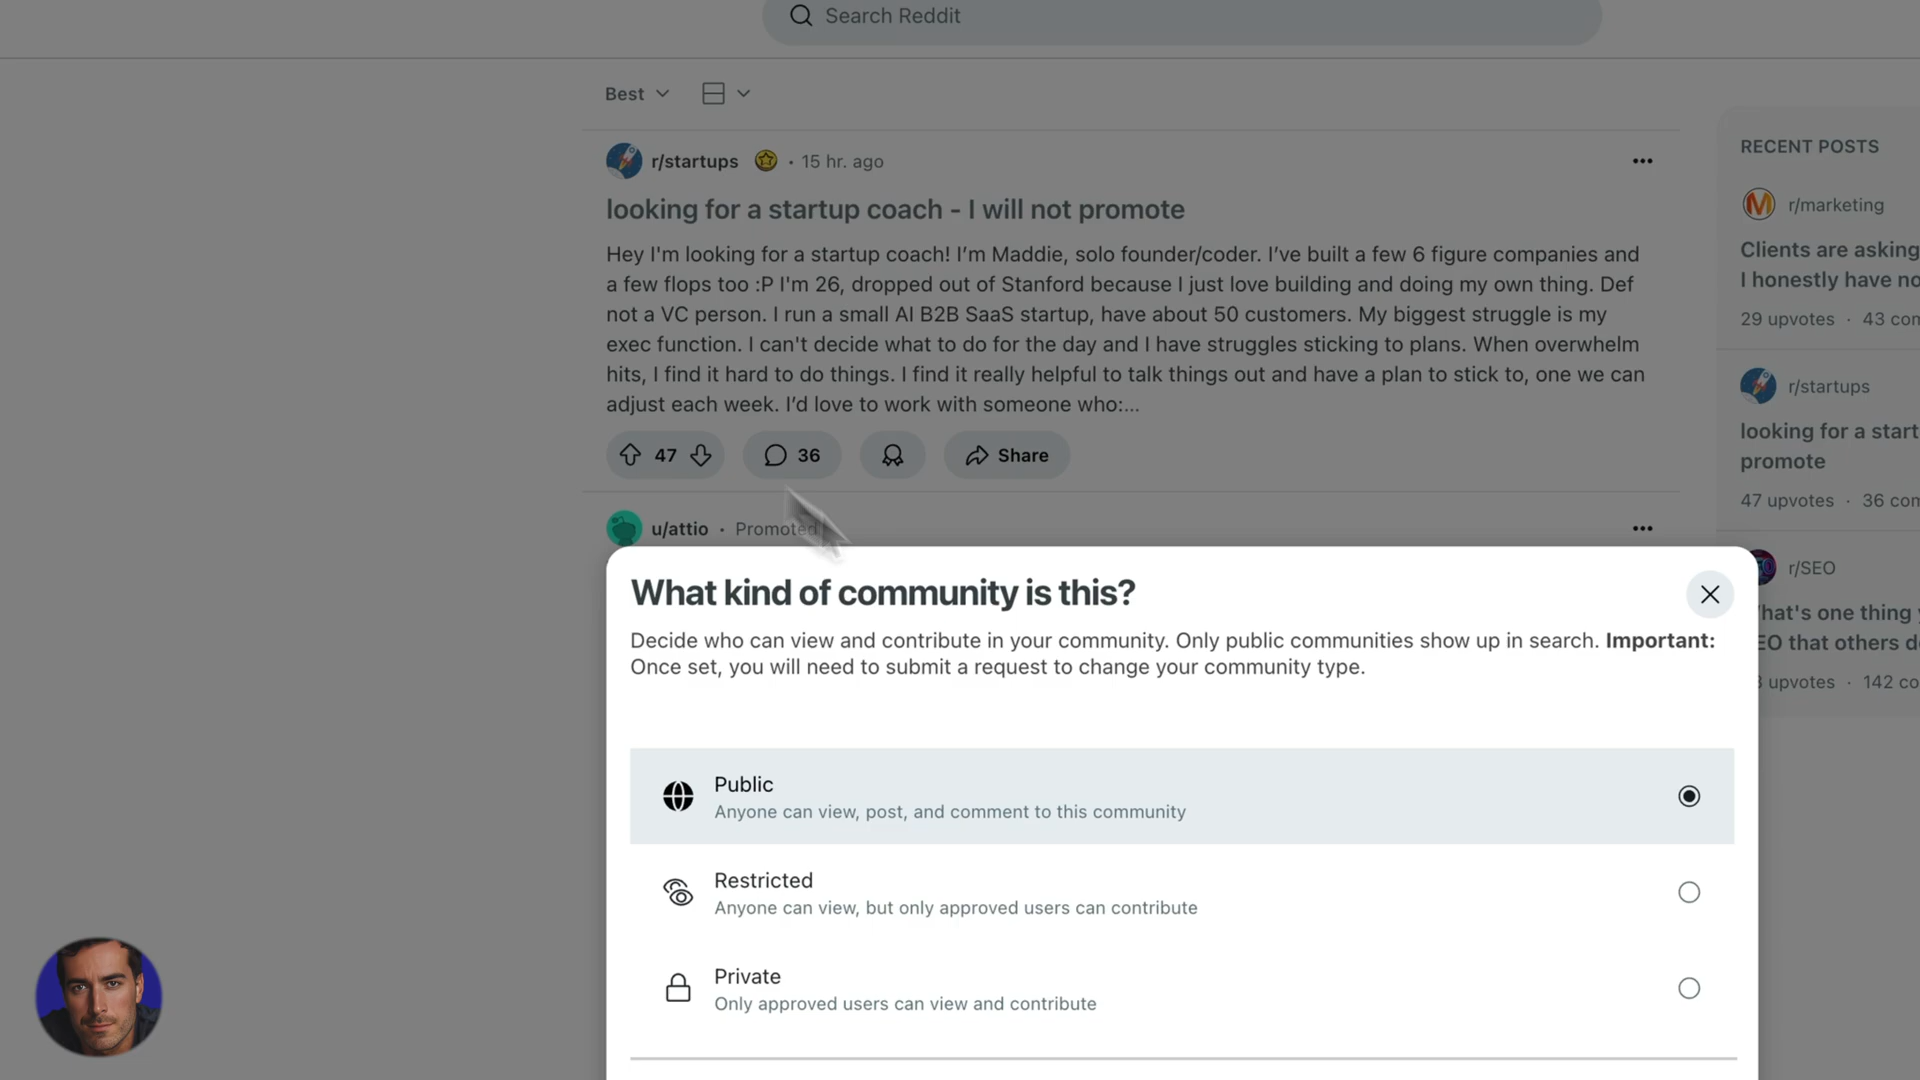 Search Reddit
Best
r/startups • 15 hr. ago
looking for a startup coach - I will not promote
Hey I'm looking for a startup coach! I’m Maddie, solo founder/coder. I’ve built a few 6 figure companies and
a few flops too :P I'm 26, dropped out of Stanford because I just love building and doing my own thing. Def
not a VC person. I run a small AI B2B SaaS startup, have about 50 customers. My biggest struggle is my
exec function. I can't decide what to do for the day and I have struggles sticking to plans. When overwhelm
hits, I find it hard to do things. I find it really helpful to talk things out and have a plan to stick to, one we can
adjust each week. I’d love to work with someone who:...
47
36
Share
u/attio • Promoted
What kind of community is this?
Decide who can view and contribute in your community. Only public communities show up in search. Important:
Once set, you will need to submit a request to change your community type.
Public
Anyone can view, post, and comment to this community
Restricted
Anyone can view, but only approved users can contribute
Private
Only approved users can view and contribute
RECENT POSTS
r/marketing
Clients are asking
I honestly have no
29 upvotes · 43 com
r/startups
looking for a start
promote
47 upvotes · 36 com
r/SEO
hat's one thing
EO that others d
upvotes · 142 co